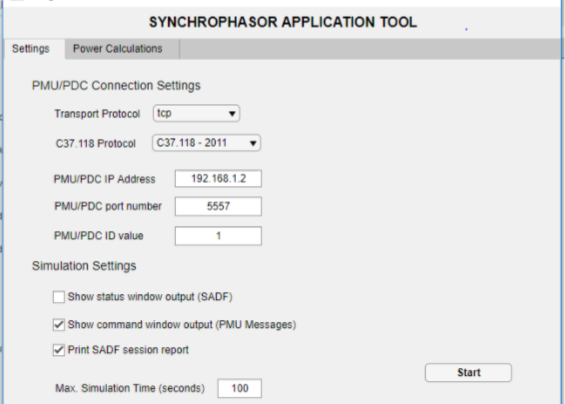 SYNCHROPHASOR APPLICATION TOOL
Settings Power Calculations
PMU/PDC Connection Settings
Transport Protocol tcp
C37.118 Protocol C37.118 - 2011
PMU/PDC IP Address 192.168.1.2
PMU/PDC port number 5557
PMU/PDC ID value 1
Simulation Settings
Show status window output (SADF)
Show command window output (PMU Messages)
Print SADF session report
Start
Max. Simulation Time (seconds) 100